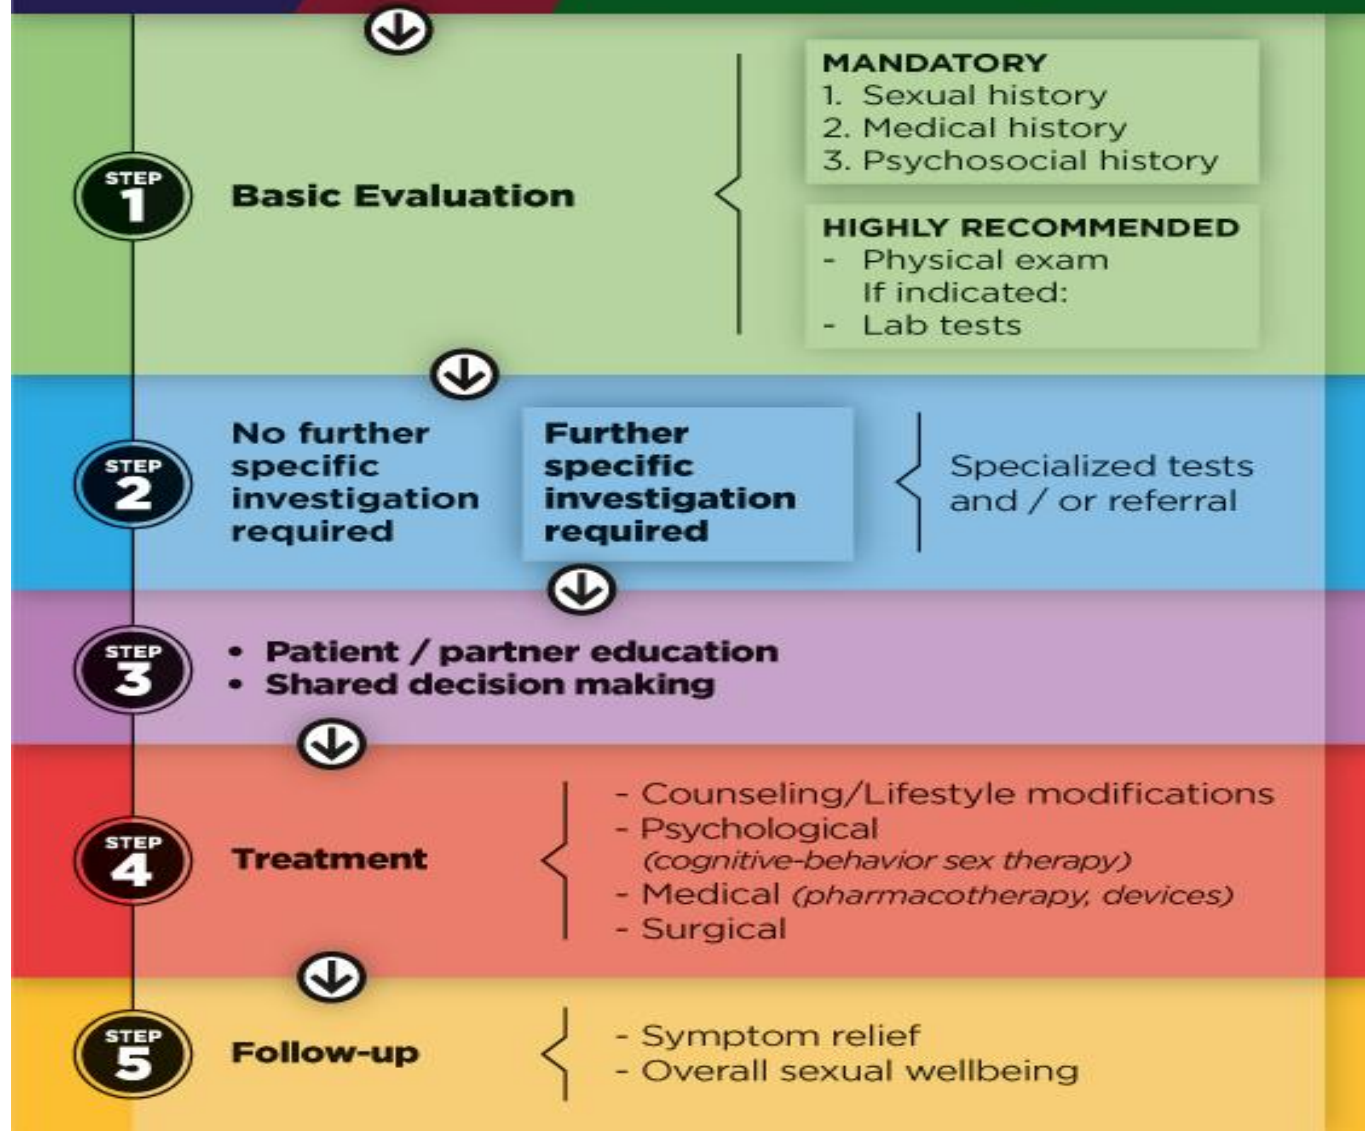 MANDATORY
1. Sexual history
2. Medical history
3. Psychosocial history
STEP
1
Basic Evaluation
HIGHLY RECOMMENDED
- Physical exam
If indicated:
- Lab tests
STEP
2
No further
specific
investigation
required
Further
specific
investigation
required
Specialized tests
and / or referral
STEP
3
• Patient / partner education
• Shared decision making
STEP
4
Treatment
- Counseling/Lifestyle modifications
- Psychological
(cognitive-behavior sex therapy)
- Medical (pharmacotherapy, devices)
- Surgical
STEP
5
Follow-up
- Symptom relief
- Overall sexual wellbeing